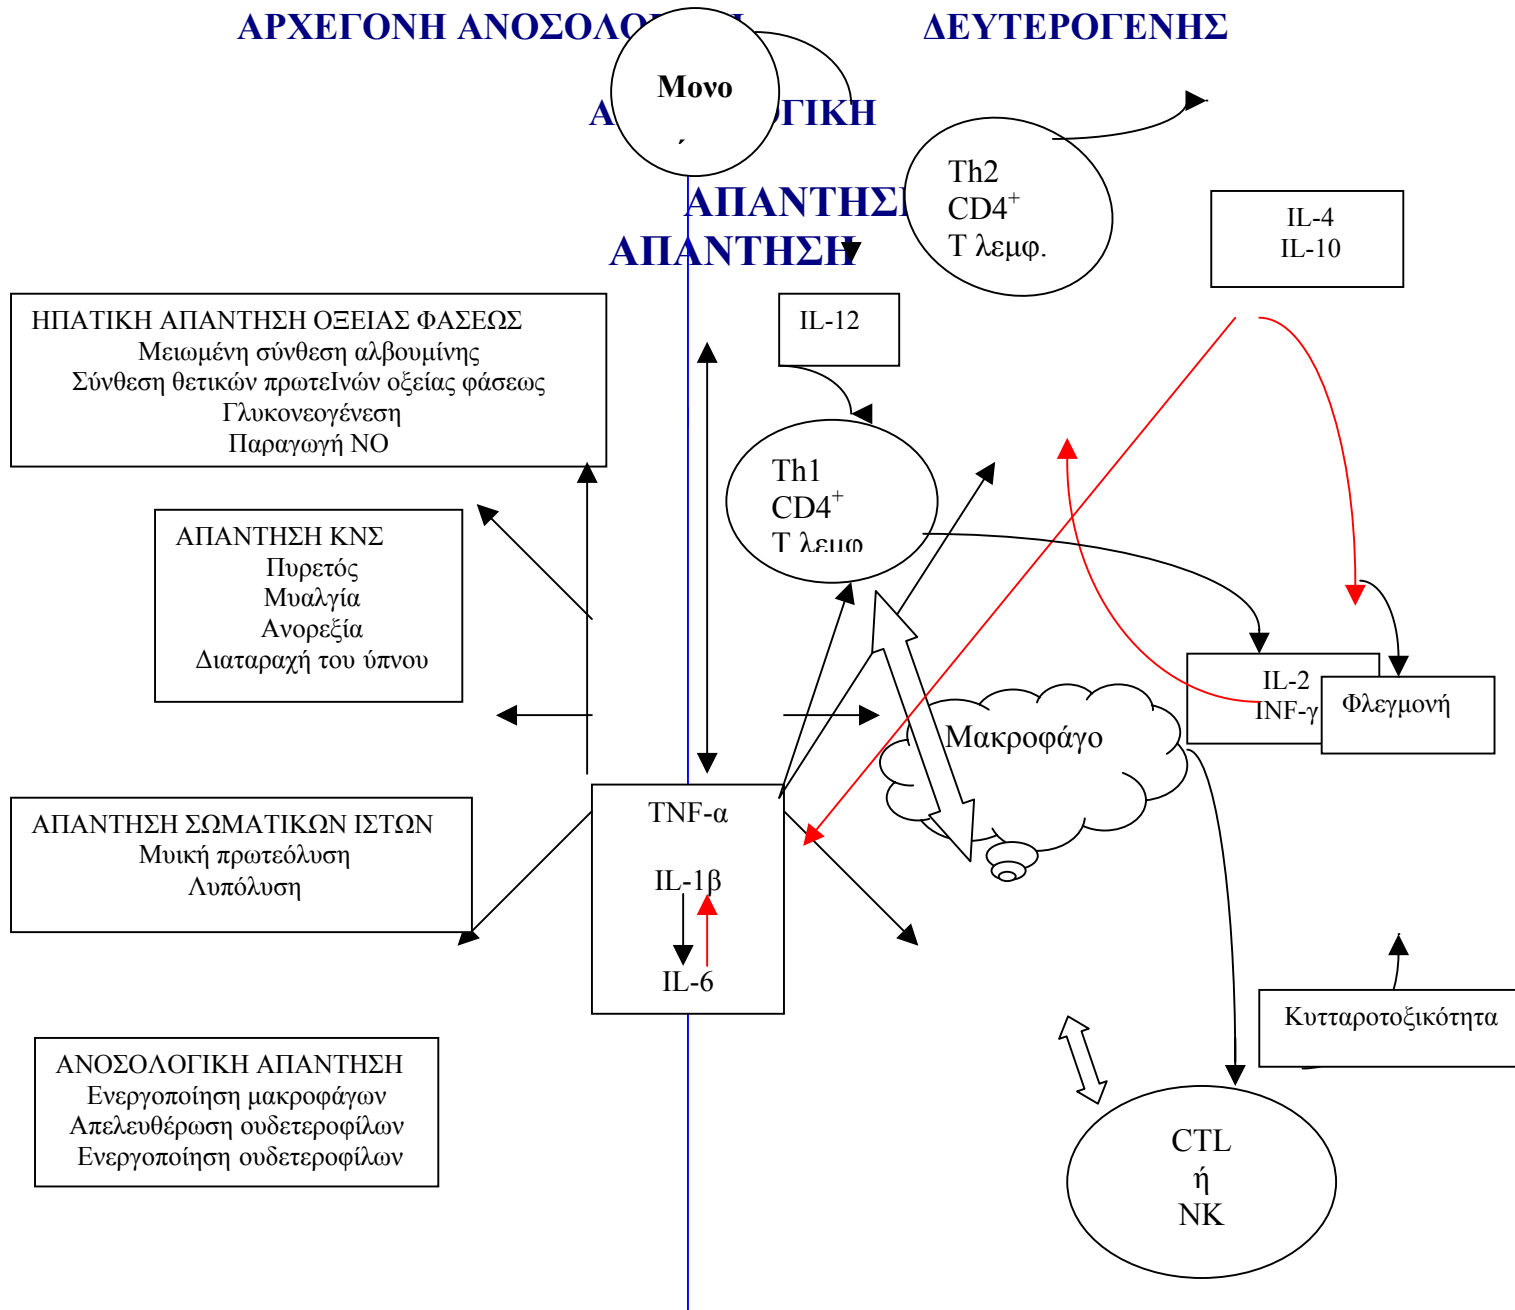 ΑΡΧΕΓΟΝΗ ΔΕΥΤΕΡΟΓΕΝΗΣ
Μονο
ΑΠΑΝΤΗΣΗ
Th2
CD4+
Τ λεμφ.
IL-4
IL-10
ΗΠΑΤΙΚΗ ΑΠΑΝΤΗΣΗ ΟΞΕΙΑΣ ΦΑΣΕΩΣ
Μειωμένη σύνθεση αλβουμίνης
Σύνθεση θετικών πρωτεΙνών οξείας φάσεως
Γλυκονεογένεση
Παραγωγή ΝΟ
IL-12
Th1
CD4+
Τ λεμφ
ΑΠΑΝΤΗΣΗ ΚΝΣ
Πυρετός
Μυαλγία
Ανορεξία
Διαταραχή του ύπνου
IL-2
INF-γ
Φλεγμονή
Μακροφάγο
ΑΠΑΝΤΗΣΗ ΣΩΜΑΤΙΚΩΝ ΙΣΤΩΝ
Μυική πρωτεόλυση
Λυπόλυση
TNF-α
IL-1β
IL-6
Κυτταροτοξικότητα
ΑΝΟΣΟΛΟΓΙΚΗ ΑΠΑΝΤΗΣΗ
Ενεργοποίηση μακροφάγων
Απελευθέρωση ουδετεροφίλων
Ενεργοποίηση ουδετεροφίλων
CTL
ή
NK